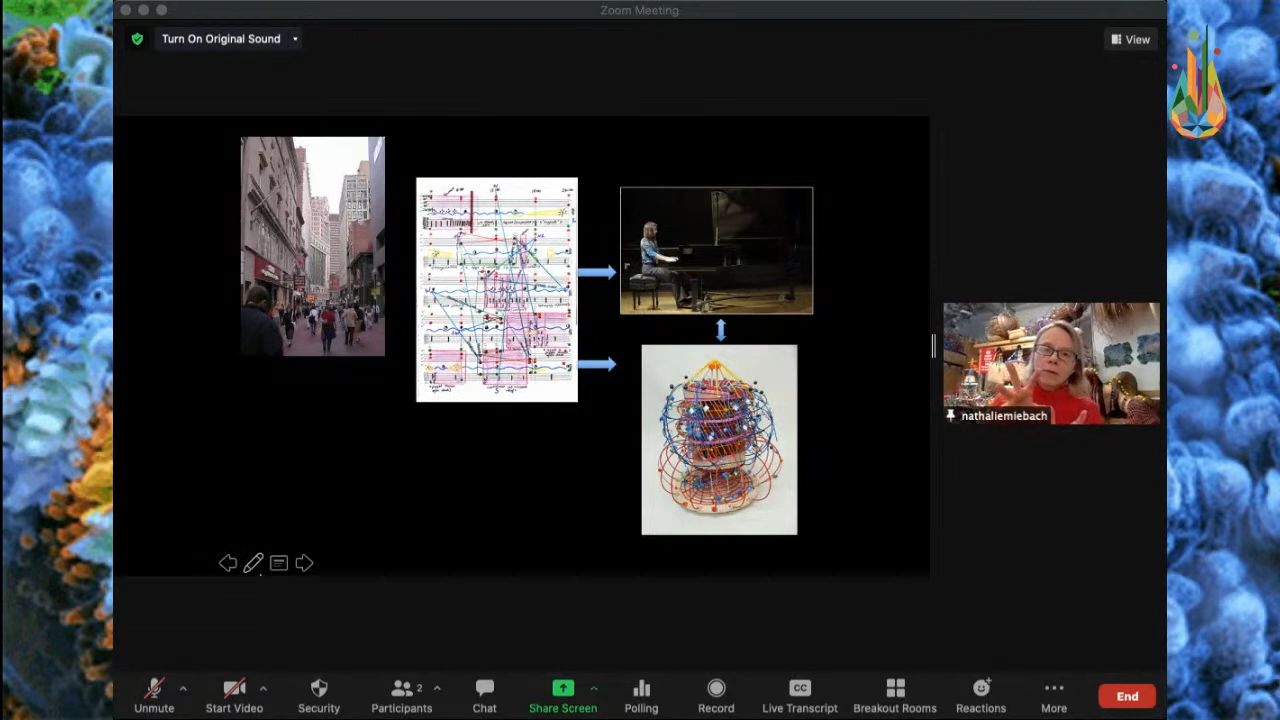 Zoom Meeting
Turn On Original Sound
View
nathaliemiebach
Unmute
Start Video
Security
Participants
2
Chat
Share Screen
Polling
Record
CC
Live Transcript
Breakout Rooms
Reactions
More
End